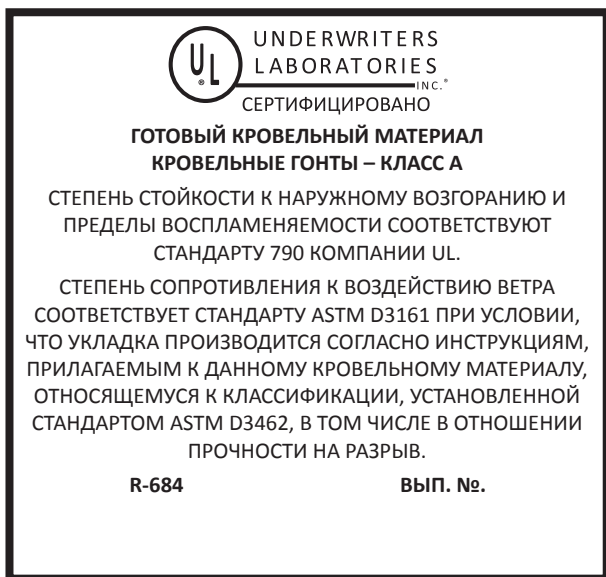 UL
®
UNDERWRITERS
LABORATORIES
INC.®
СЕРТИФИЦИРОВАНО
ГОТОВЫЙ КРОВЕЛЬНЫЙ МАТЕРИАЛ
КРОВЕЛЬНЫЕ ГОНТЫ – КЛАСС А
СТЕПЕНЬ СТОЙКОСТИ К НАРУЖНОМУ ВОЗГОРАНИЮ И
ПРЕДЕЛЫ ВОСПЛАМЕНЯЕМОСТИ СООТВЕТСТВУЮТ
СТАНДАРТУ 790 КОМПАНИИ UL.
СТЕПЕНЬ СОПРОТИВЛЕНИЯ К ВОЗДЕЙСТВИЮ ВЕТРА
СООТВЕТСТВУЕТ СТАНДАРТУ ASTM D3161 ПРИ УСЛОВИИ,
ЧТО УКЛАДКА ПРОИЗВОДИТСЯ СОГЛАСНО ИНСТРУКЦИЯМ,
ПРИЛАГАЕМЫМ К ДАННОМУ КРОВЕЛЬНОМУ МАТЕРИАЛУ,
ОТНОСЯЩЕМУСЯ К КЛАССИФИКАЦИИ, УСТАНОВЛЕННОЙ
СТАНДАРТОМ ASTM D3462, В ТОМ ЧИСЛЕ В ОТНОШЕНИИ
ПРОЧНОСТИ НА РАЗРЫВ.
R-684 ВЫП. №.